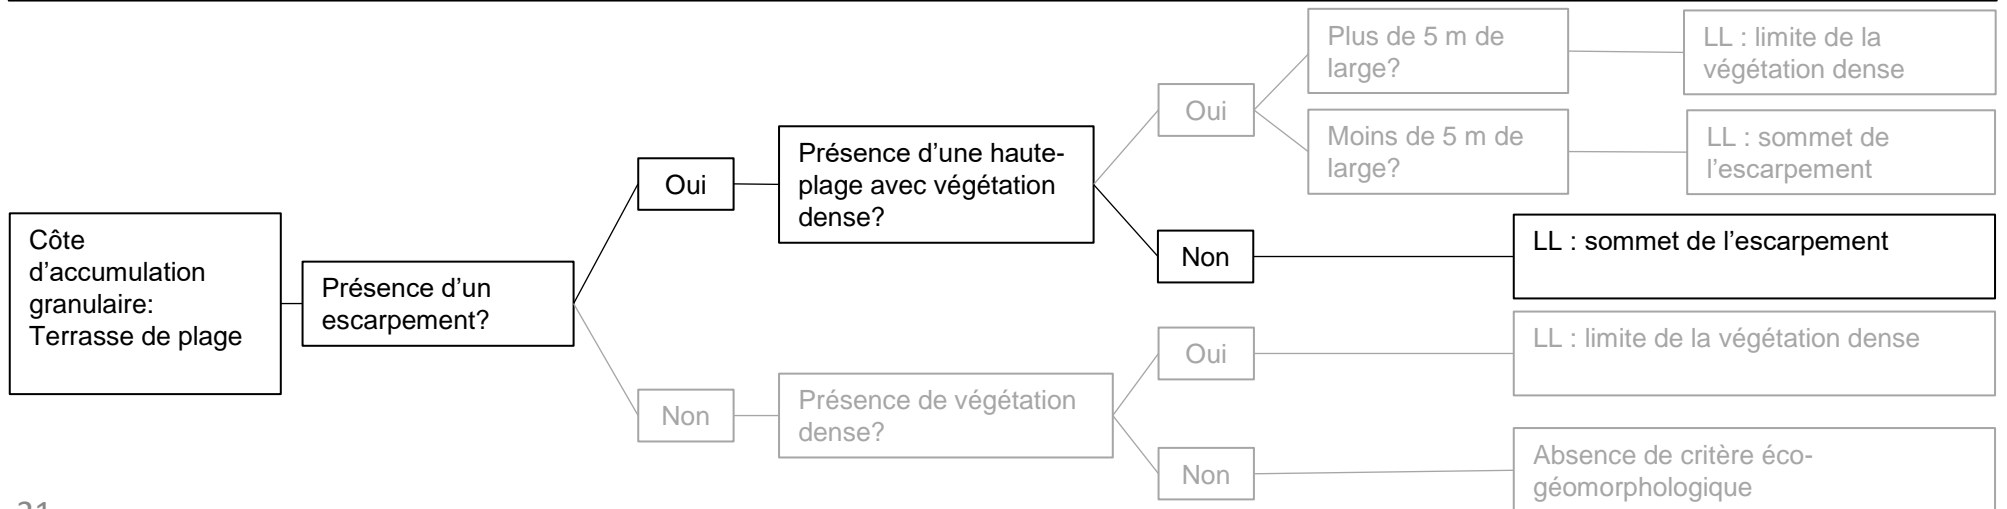 Plus de 5 m de
large?
LL : limite de la
végétation dense
Oui
Moins de 5 m de
large?
LL : sommet de
l’escarpement
Oui
Présence d’une haute-
plage avec végétation
dense?
Non
LL : sommet de l’escarpement
Côte
d’accumulation
granulaire:
Terrasse de plage
Présence d’un
escarpement?
Oui
LL : limite de la végétation dense
Non
Présence de végétation
dense?
Non
Absence de critère éco-
géomorphologique